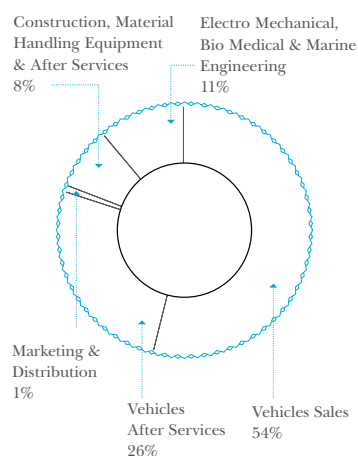 Construction, Material
Handling Equipment
& After Services
8%
Electro Mechanical,
Bio Medical & Marine
Engineering
11%
Marketing &
Distribution
1%
Vehicles
After Services
26%
Vehicles Sales
54%